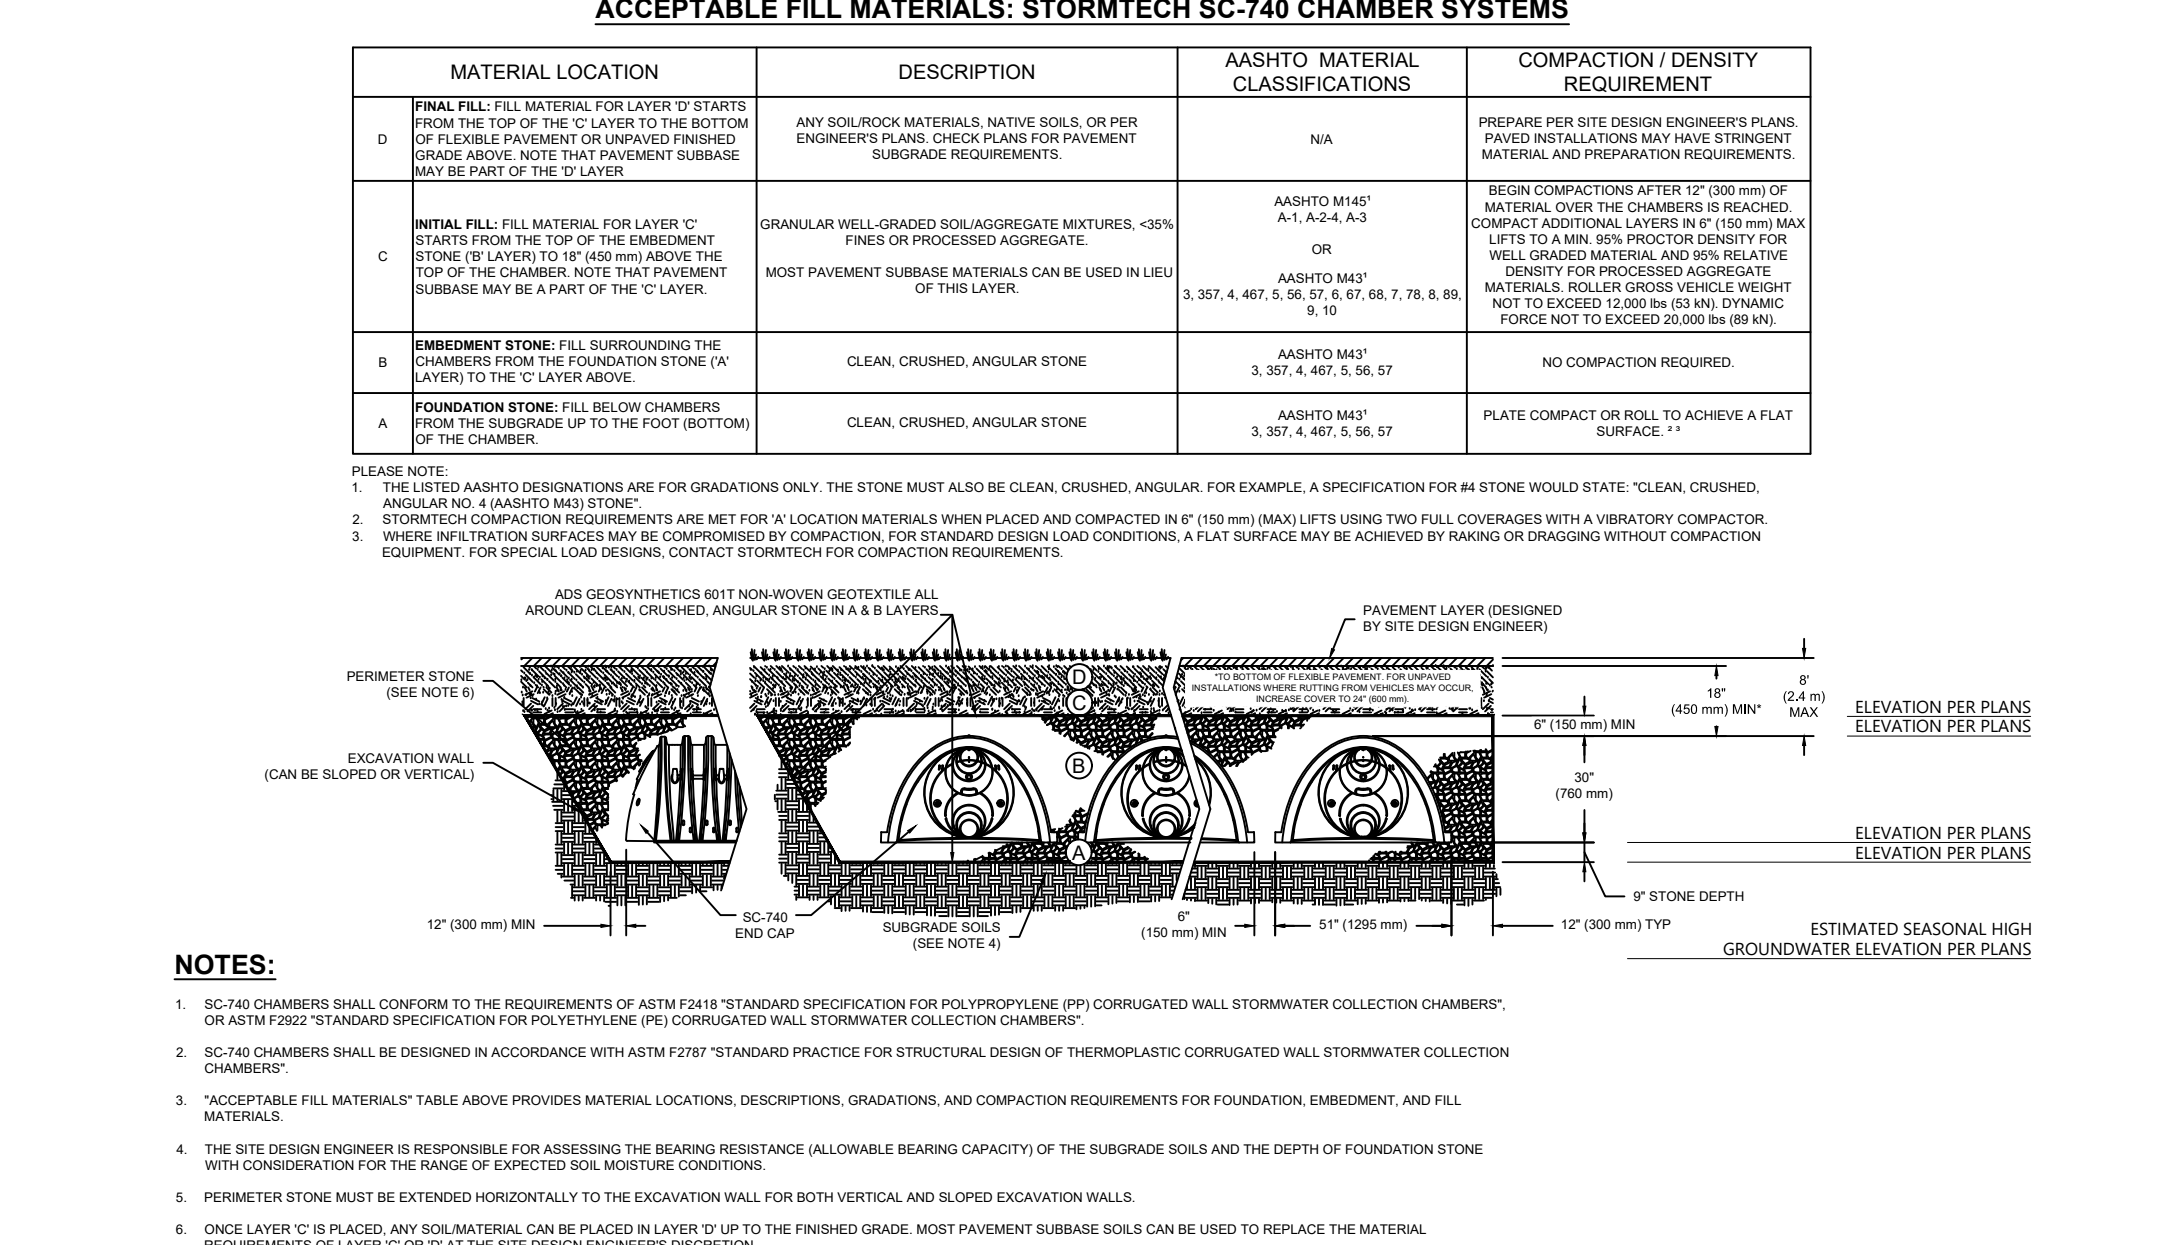 ACCEPTABLE FILL MATERIALS: STORMTECH SC-740 CHAMBER SYSTEMS
MATERIAL LOCATION
DESCRIPTION
AASHTO MATERIAL
CLASSIFICATIONS
COMPACTION / DENSITY
REQUIREMENT
D
FINAL FILL: FILL MATERIAL FOR LAYER 'D' STARTS
FROM THE TOP OF THE 'C' LAYER TO THE BOTTOM
OF FLEXIBLE PAVEMENT OR UNPAVED FINISHED
GRADE ABOVE. NOTE THAT PAVEMENT SUBBASE
MAY BE PART OF THE 'D' LAYER
ANY SOIL/ROCK MATERIALS, NATIVE SOILS, OR PER
ENGINEER'S PLANS. CHECK PLANS FOR PAVEMENT
SUBGRADE REQUIREMENTS.
N/A
PREPARE PER SITE DESIGN ENGINEER'S PLANS.
PAVED INSTALLATIONS MAY HAVE STRINGENT
MATERIAL AND PREPARATION REQUIREMENTS.
C
INITIAL FILL: FILL MATERIAL FOR LAYER 'C'
STARTS FROM THE TOP OF THE EMBEDMENT
STONE ('B' LAYER) TO 18" (450 mm) ABOVE THE
TOP OF THE CHAMBER. NOTE THAT PAVEMENT
SUBBASE MAY BE A PART OF THE 'C' LAYER.
GRANULAR WELL-GRADED SOIL/AGGREGATE MIXTURES, <35%
FINES OR PROCESSED AGGREGATE.
MOST PAVEMENT SUBBASE MATERIALS CAN BE USED IN LIEU
OF THIS LAYER.
AASHTO M145¹
A-1, A-2-4, A-3
OR
AASHTO M43¹
3, 357, 4, 467, 5, 56, 57, 6, 67, 68, 7, 78, 8, 89,
9, 10
BEGIN COMPACTIONS AFTER 12" (300 mm) OF
MATERIAL OVER THE CHAMBERS IS REACHED.
COMPACT ADDITIONAL LAYERS IN 6" (150 mm) MAX
LIFTS TO A MIN. 95% PROCTOR DENSITY FOR
WELL GRADED MATERIAL AND 95% RELATIVE
DENSITY FOR PROCESSED AGGREGATE
MATERIALS. ROLLER GROSS VEHICLE WEIGHT
NOT TO EXCEED 12,000 lbs (53 kN). DYNAMIC
FORCE NOT TO EXCEED 20,000 lbs (89 kN).
B
EMBEDMENT STONE: FILL SURROUNDING THE
CHAMBERS FROM THE FOUNDATION STONE ('A'
LAYER) TO THE 'C' LAYER ABOVE.
CLEAN, CRUSHED, ANGULAR STONE
AASHTO M43¹
3, 357, 4, 467, 5, 56, 57
NO COMPACTION REQUIRED.
A
FOUNDATION STONE: FILL BELOW CHAMBERS
FROM THE SUBGRADE UP TO THE FOOT (BOTTOM)
OF THE CHAMBER.
CLEAN, CRUSHED, ANGULAR STONE
AASHTO M43¹
3, 357, 4, 467, 5, 56, 57
PLATE COMPACT OR ROLL TO ACHIEVE A FLAT
SURFACE. ² ³
PLEASE NOTE:
1. THE LISTED AASHTO DESIGNATIONS ARE FOR GRADATIONS ONLY. THE STONE MUST ALSO BE CLEAN, CRUSHED, ANGULAR. FOR EXAMPLE, A SPECIFICATION FOR #4 STONE WOULD STATE: "CLEAN, CRUSHED,
ANGULAR NO. 4 (AASHTO M43) STONE".
2. STORMTECH COMPACTION REQUIREMENTS ARE MET FOR 'A' LOCATION MATERIALS WHEN PLACED AND COMPACTED IN 6" (150 mm) (MAX) LIFTS USING TWO FULL COVERAGES WITH A VIBRATORY COMPACTOR.
3. WHERE INFILTRATION SURFACES MAY BE COMPROMISED BY COMPACTION, FOR STANDARD DESIGN LOAD CONDITIONS, A FLAT SURFACE MAY BE ACHIEVED BY RAKING OR DRAGGING WITHOUT COMPACTION
EQUIPMENT. FOR SPECIAL LOAD DESIGNS, CONTACT STORMTECH FOR COMPACTION REQUIREMENTS.
ADS GEOSYNTHETICS 601T NON-WOVEN GEOTEXTILE ALL
AROUND CLEAN, CRUSHED, ANGULAR STONE IN A & B LAYERS
PAVEMENT LAYER (DESIGNED
BY SITE DESIGN ENGINEER)
PERIMETER STONE
(SEE NOTE 6)
EXCAVATION WALL
(CAN BE SLOPED OR VERTICAL)
D
C
B
A
*TO BOTTOM OF FLEXIBLE PAVEMENT. FOR UNPAVED
INSTALLATIONS WHERE RUTTING FROM VEHICLES MAY OCCUR,
INCREASE COVER TO 24" (600 mm).
18"
(450 mm) MIN*
8'
(2.4 m)
MAX
6" (150 mm) MIN
30"
(760 mm)
ELEVATION PER PLANS
ELEVATION PER PLANS
ELEVATION PER PLANS
ELEVATION PER PLANS
9" STONE DEPTH
12" (300 mm) MIN
SC-740
END CAP
SUBGRADE SOILS
(SEE NOTE 4)
6"
(150 mm) MIN
51" (1295 mm)
12" (300 mm) TYP
ESTIMATED SEASONAL HIGH
GROUNDWATER ELEVATION PER PLANS
NOTES:
1. SC-740 CHAMBERS SHALL CONFORM TO THE REQUIREMENTS OF ASTM F2418 "STANDARD SPECIFICATION FOR POLYPROPYLENE (PP) CORRUGATED WALL STORMWATER COLLECTION CHAMBERS",
OR ASTM F2922 "STANDARD SPECIFICATION FOR POLYETHYLENE (PE) CORRUGATED WALL STORMWATER COLLECTION CHAMBERS".
2. SC-740 CHAMBERS SHALL BE DESIGNED IN ACCORDANCE WITH ASTM F2787 "STANDARD PRACTICE FOR STRUCTURAL DESIGN OF THERMOPLASTIC CORRUGATED WALL STORMWATER COLLECTION
CHAMBERS".
3. "ACCEPTABLE FILL MATERIALS" TABLE ABOVE PROVIDES MATERIAL LOCATIONS, DESCRIPTIONS, GRADATIONS, AND COMPACTION REQUIREMENTS FOR FOUNDATION, EMBEDMENT, AND FILL
MATERIALS.
4. THE SITE DESIGN ENGINEER IS RESPONSIBLE FOR ASSESSING THE BEARING RESISTANCE (ALLOWABLE BEARING CAPACITY) OF THE SUBGRADE SOILS AND THE DEPTH OF FOUNDATION STONE
WITH CONSIDERATION FOR THE RANGE OF EXPECTED SOIL MOISTURE CONDITIONS.
5. PERIMETER STONE MUST BE EXTENDED HORIZONTALLY TO THE EXCAVATION WALL FOR BOTH VERTICAL AND SLOPED EXCAVATION WALLS.
6. ONCE LAYER 'C' IS PLACED, ANY SOIL/MATERIAL CAN BE PLACED IN LAYER 'D' UP TO THE FINISHED GRADE. MOST PAVEMENT SUBBASE SOILS CAN BE USED TO REPLACE THE MATERIAL
REQUIREMENTS OF LAYER 'C' OR 'D' AT THE SITE DESIGN ENGINEER'S DISCRETION.